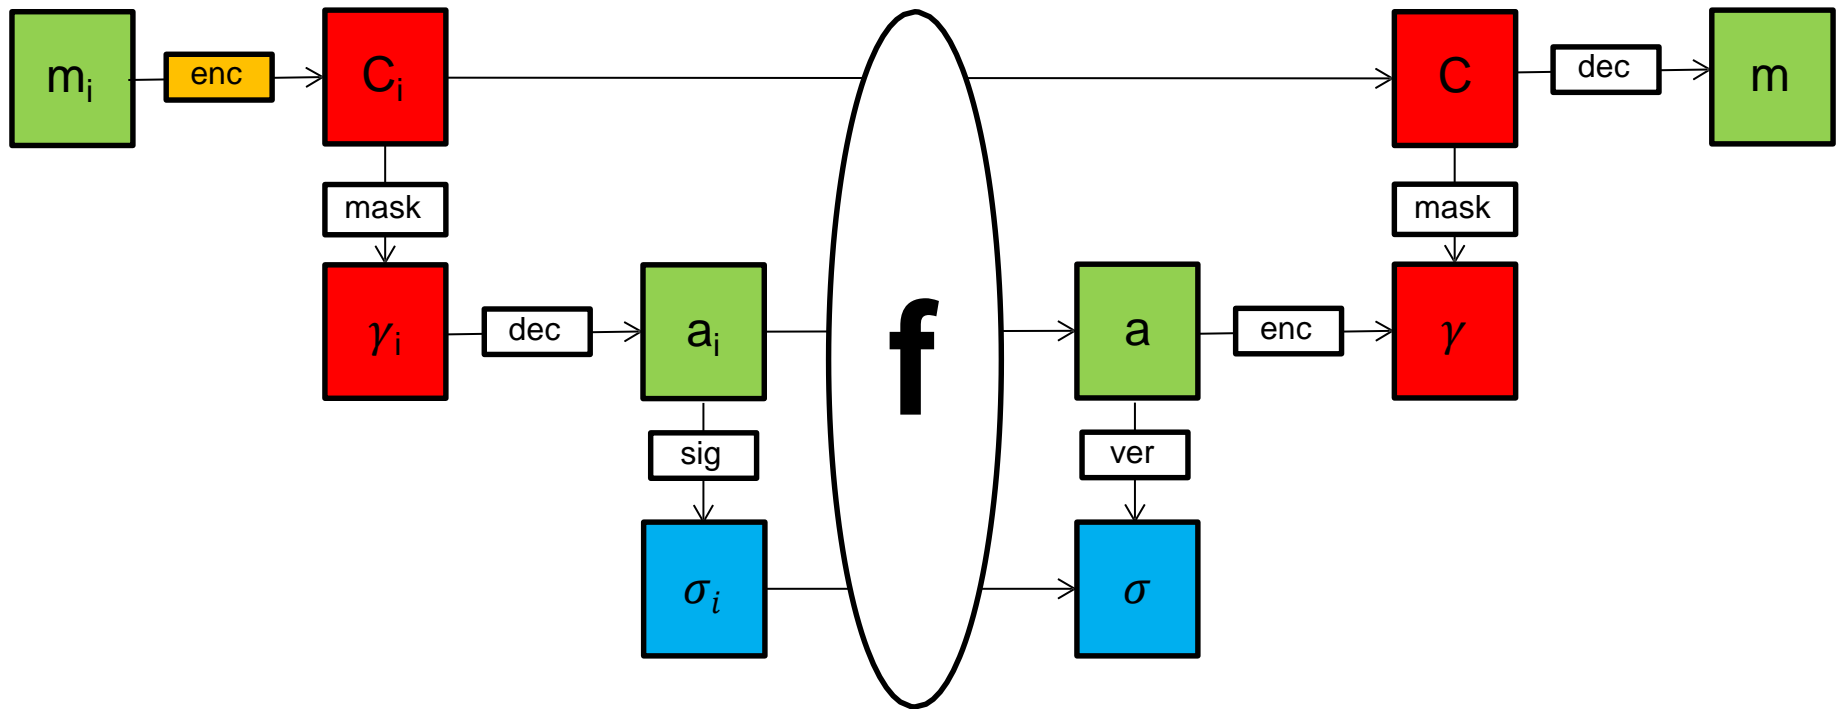 mᵢ enc Cᵢ C dec m
mask mask
γᵢ dec aᵢ f a enc γ
sig ver
σᵢ σ